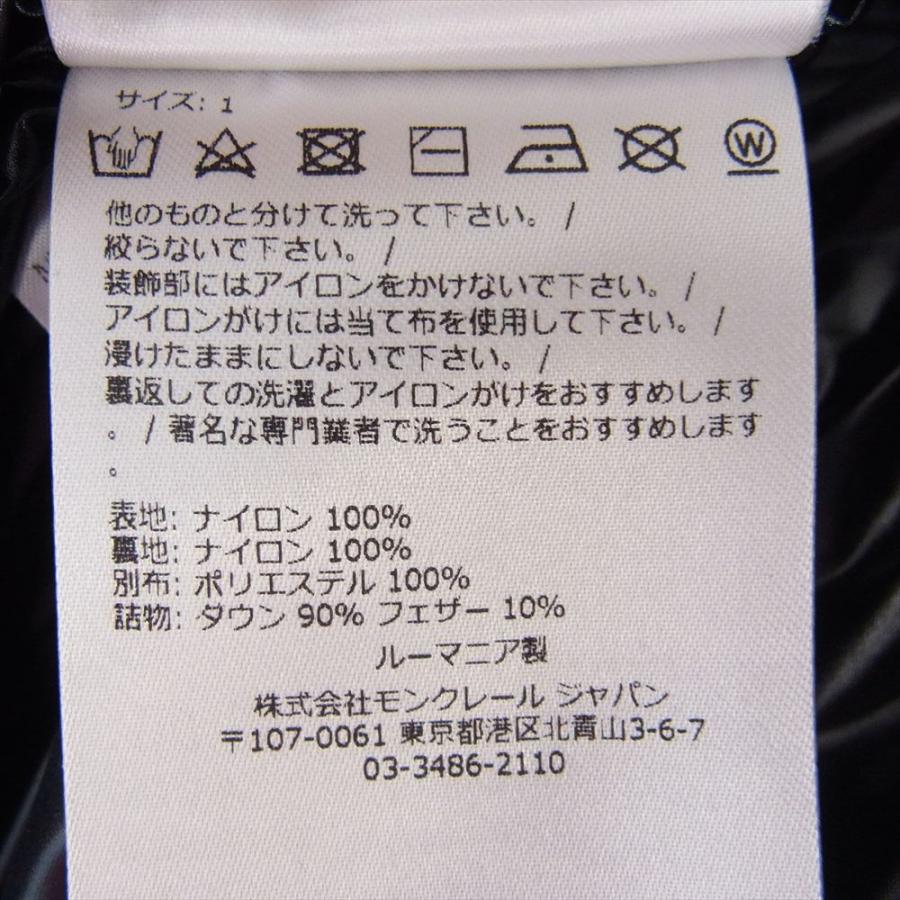 サイズ: 1
W
他のものと分けて洗って下さい。 /
絞らないで下さい。 /
装飾部にはアイロンをかけないで下さい。 /
アイロンがけには当て布を使用して下さい。 /
浸けたままにしないで下さい。 /
裏返しての洗濯とアイロンがけをおすすめします
。 / 著名な専門業者で洗うことをおすすめします
。
表地: ナイロン 100%
裏地: ナイロン 100%
別布: ポリエステル 100%
詰物: ダウン 90% フェザー 10%
ルーマニア製
株式会社モンクレール ジャパン
〒107-0061 東京都港区北青山3-6-7
03-3486-2110